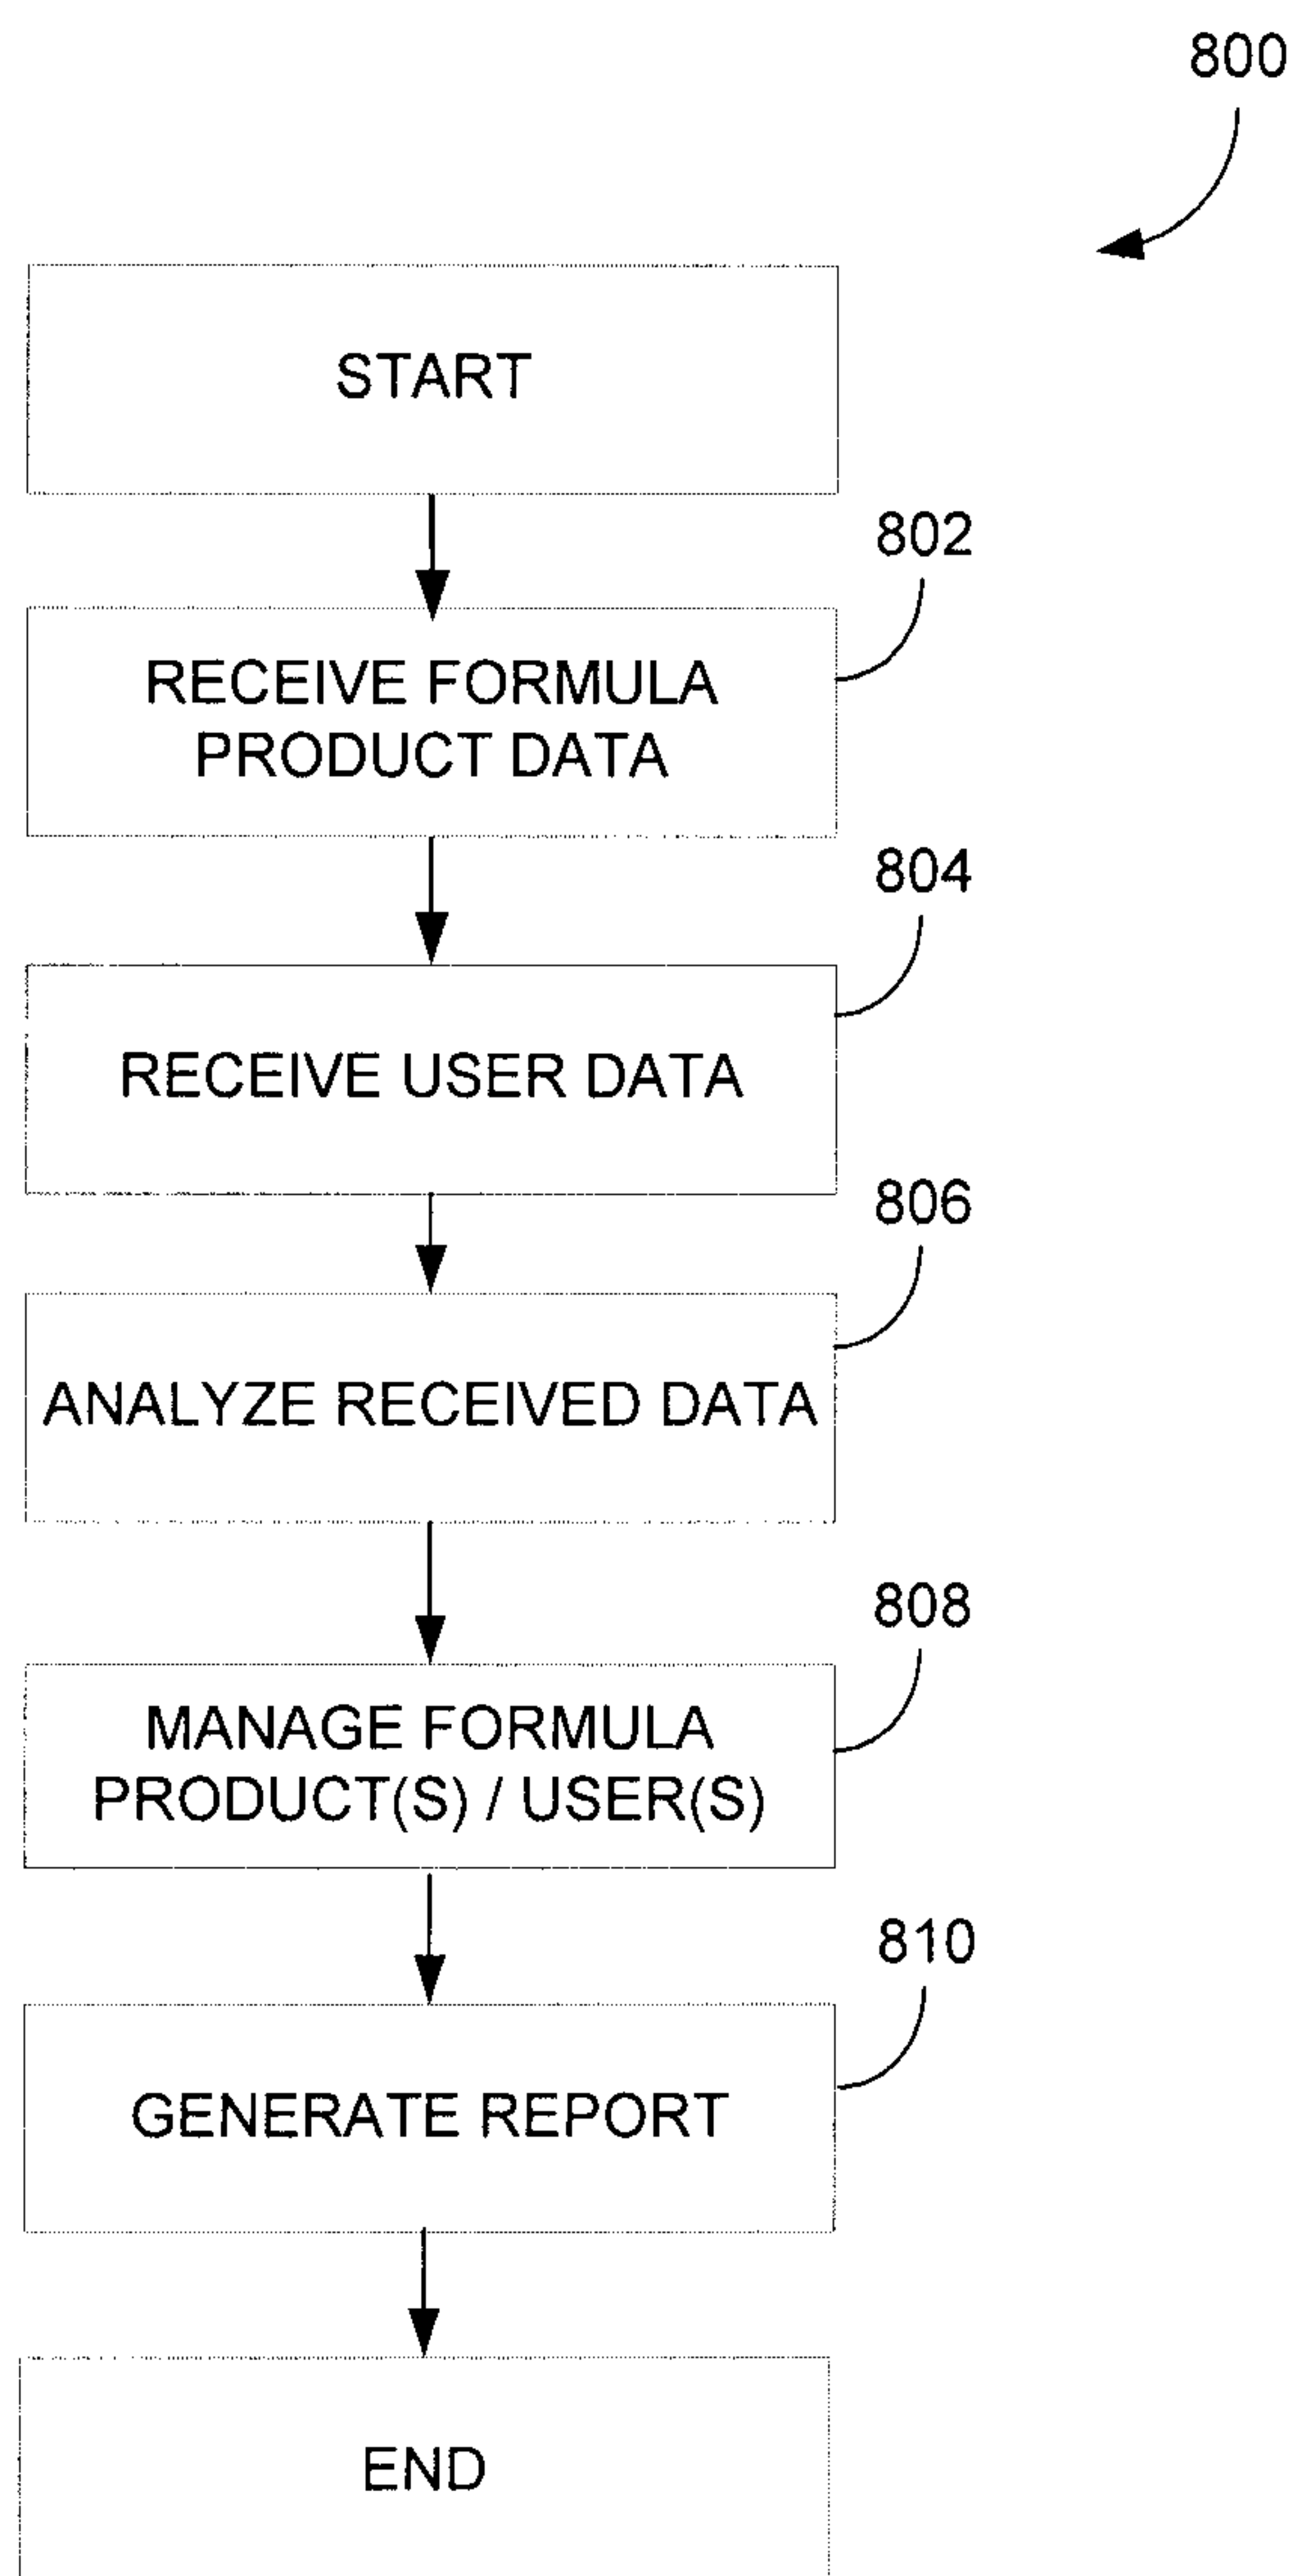 800
START
802
RECEIVE FORMULA
PRODUCT DATA
804
RECEIVE USER DATA
806
ANALYZE RECEIVED DATA
808
MANAGE FORMULA
PRODUCT(S) / USER(S)
810
GENERATE REPORT
END